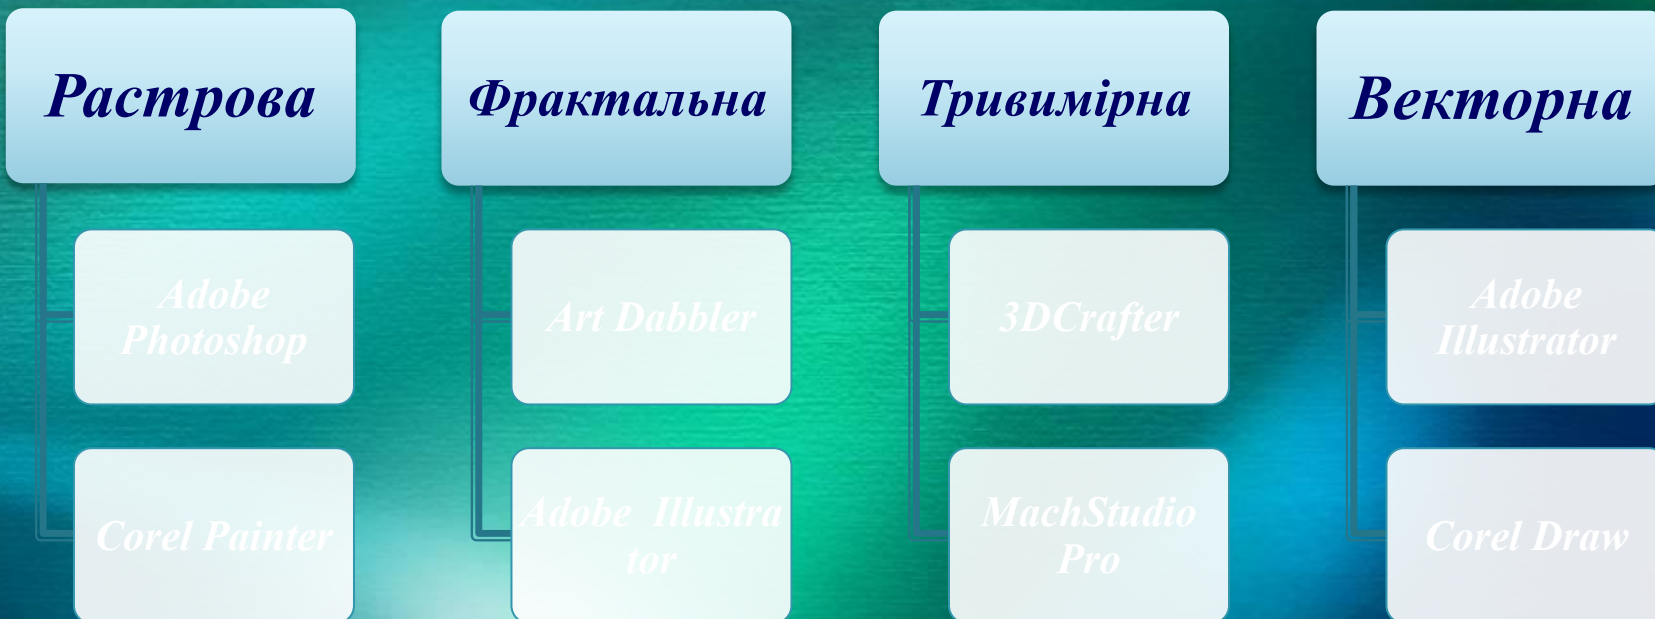 Растрова
Adobe
Photoshop
Corel Painter
Фрактальна
Art Dabbler
Adobe Illustra
tor
Тривимірна
3DCrafter
MachStudio
Pro
Векторна
Adobe
Illustrator
Corel Draw